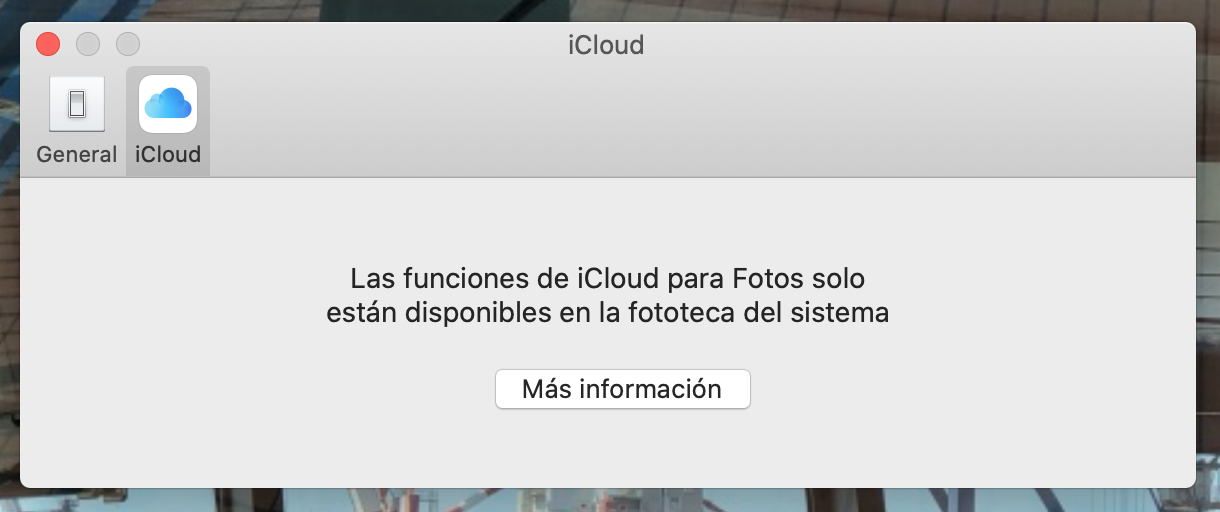 iCloud
General
iCloud
Las funciones de iCloud para Fotos solo
están disponibles en la fototeca del sistema
Más información